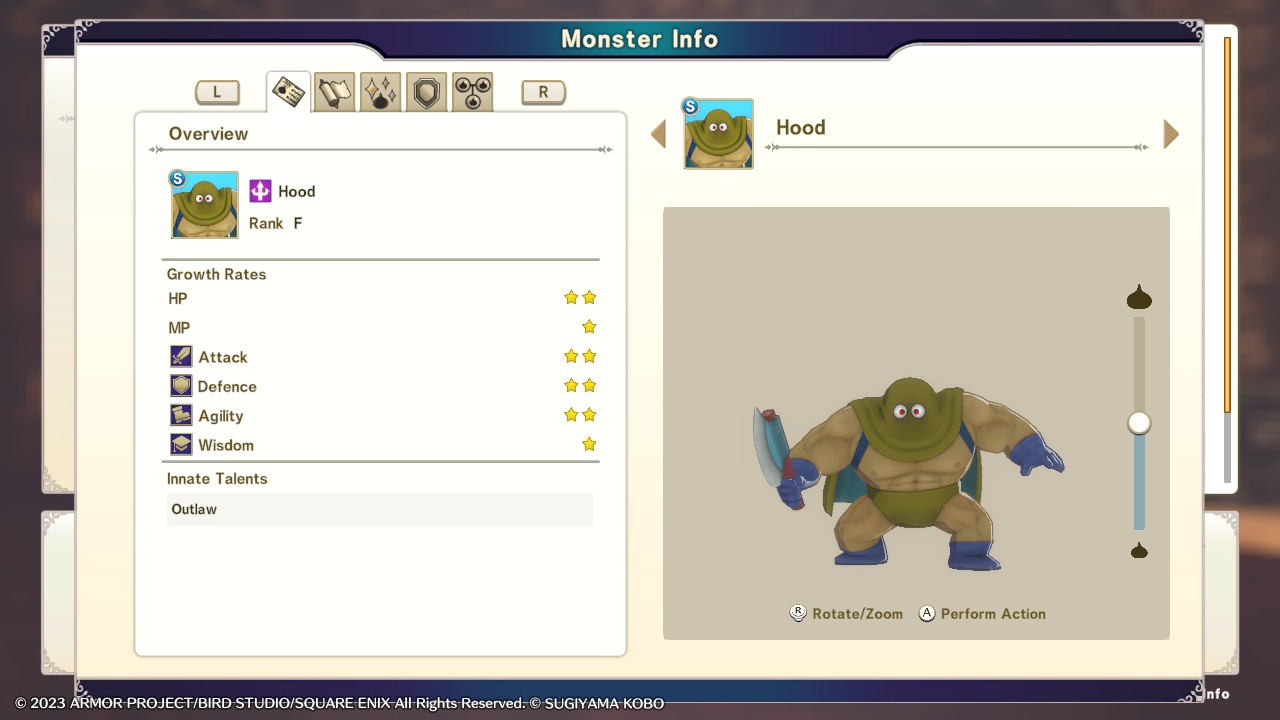 Monster Info
L
R
Overview
S
Hood
Rank F
Growth Rates
HP
MP
Attack
Defence
Agility
Wisdom
Innate Talents
Outlaw
S
Hood
R Rotate/Zoom A Perform Action
Info
© 2023 ARMOR PROJECT/BIRD STUDIO/SQUARE ENIX All Rights Reserved. © SUGIYAMA KOBO